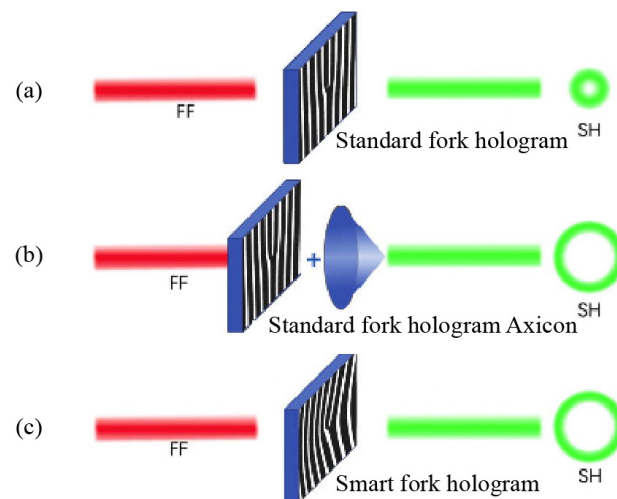 (a)
FF
Standard fork hologram
SH
(b)
FF
+
Standard fork hologram Axicon
SH
(c)
FF
Smart fork hologram
SH